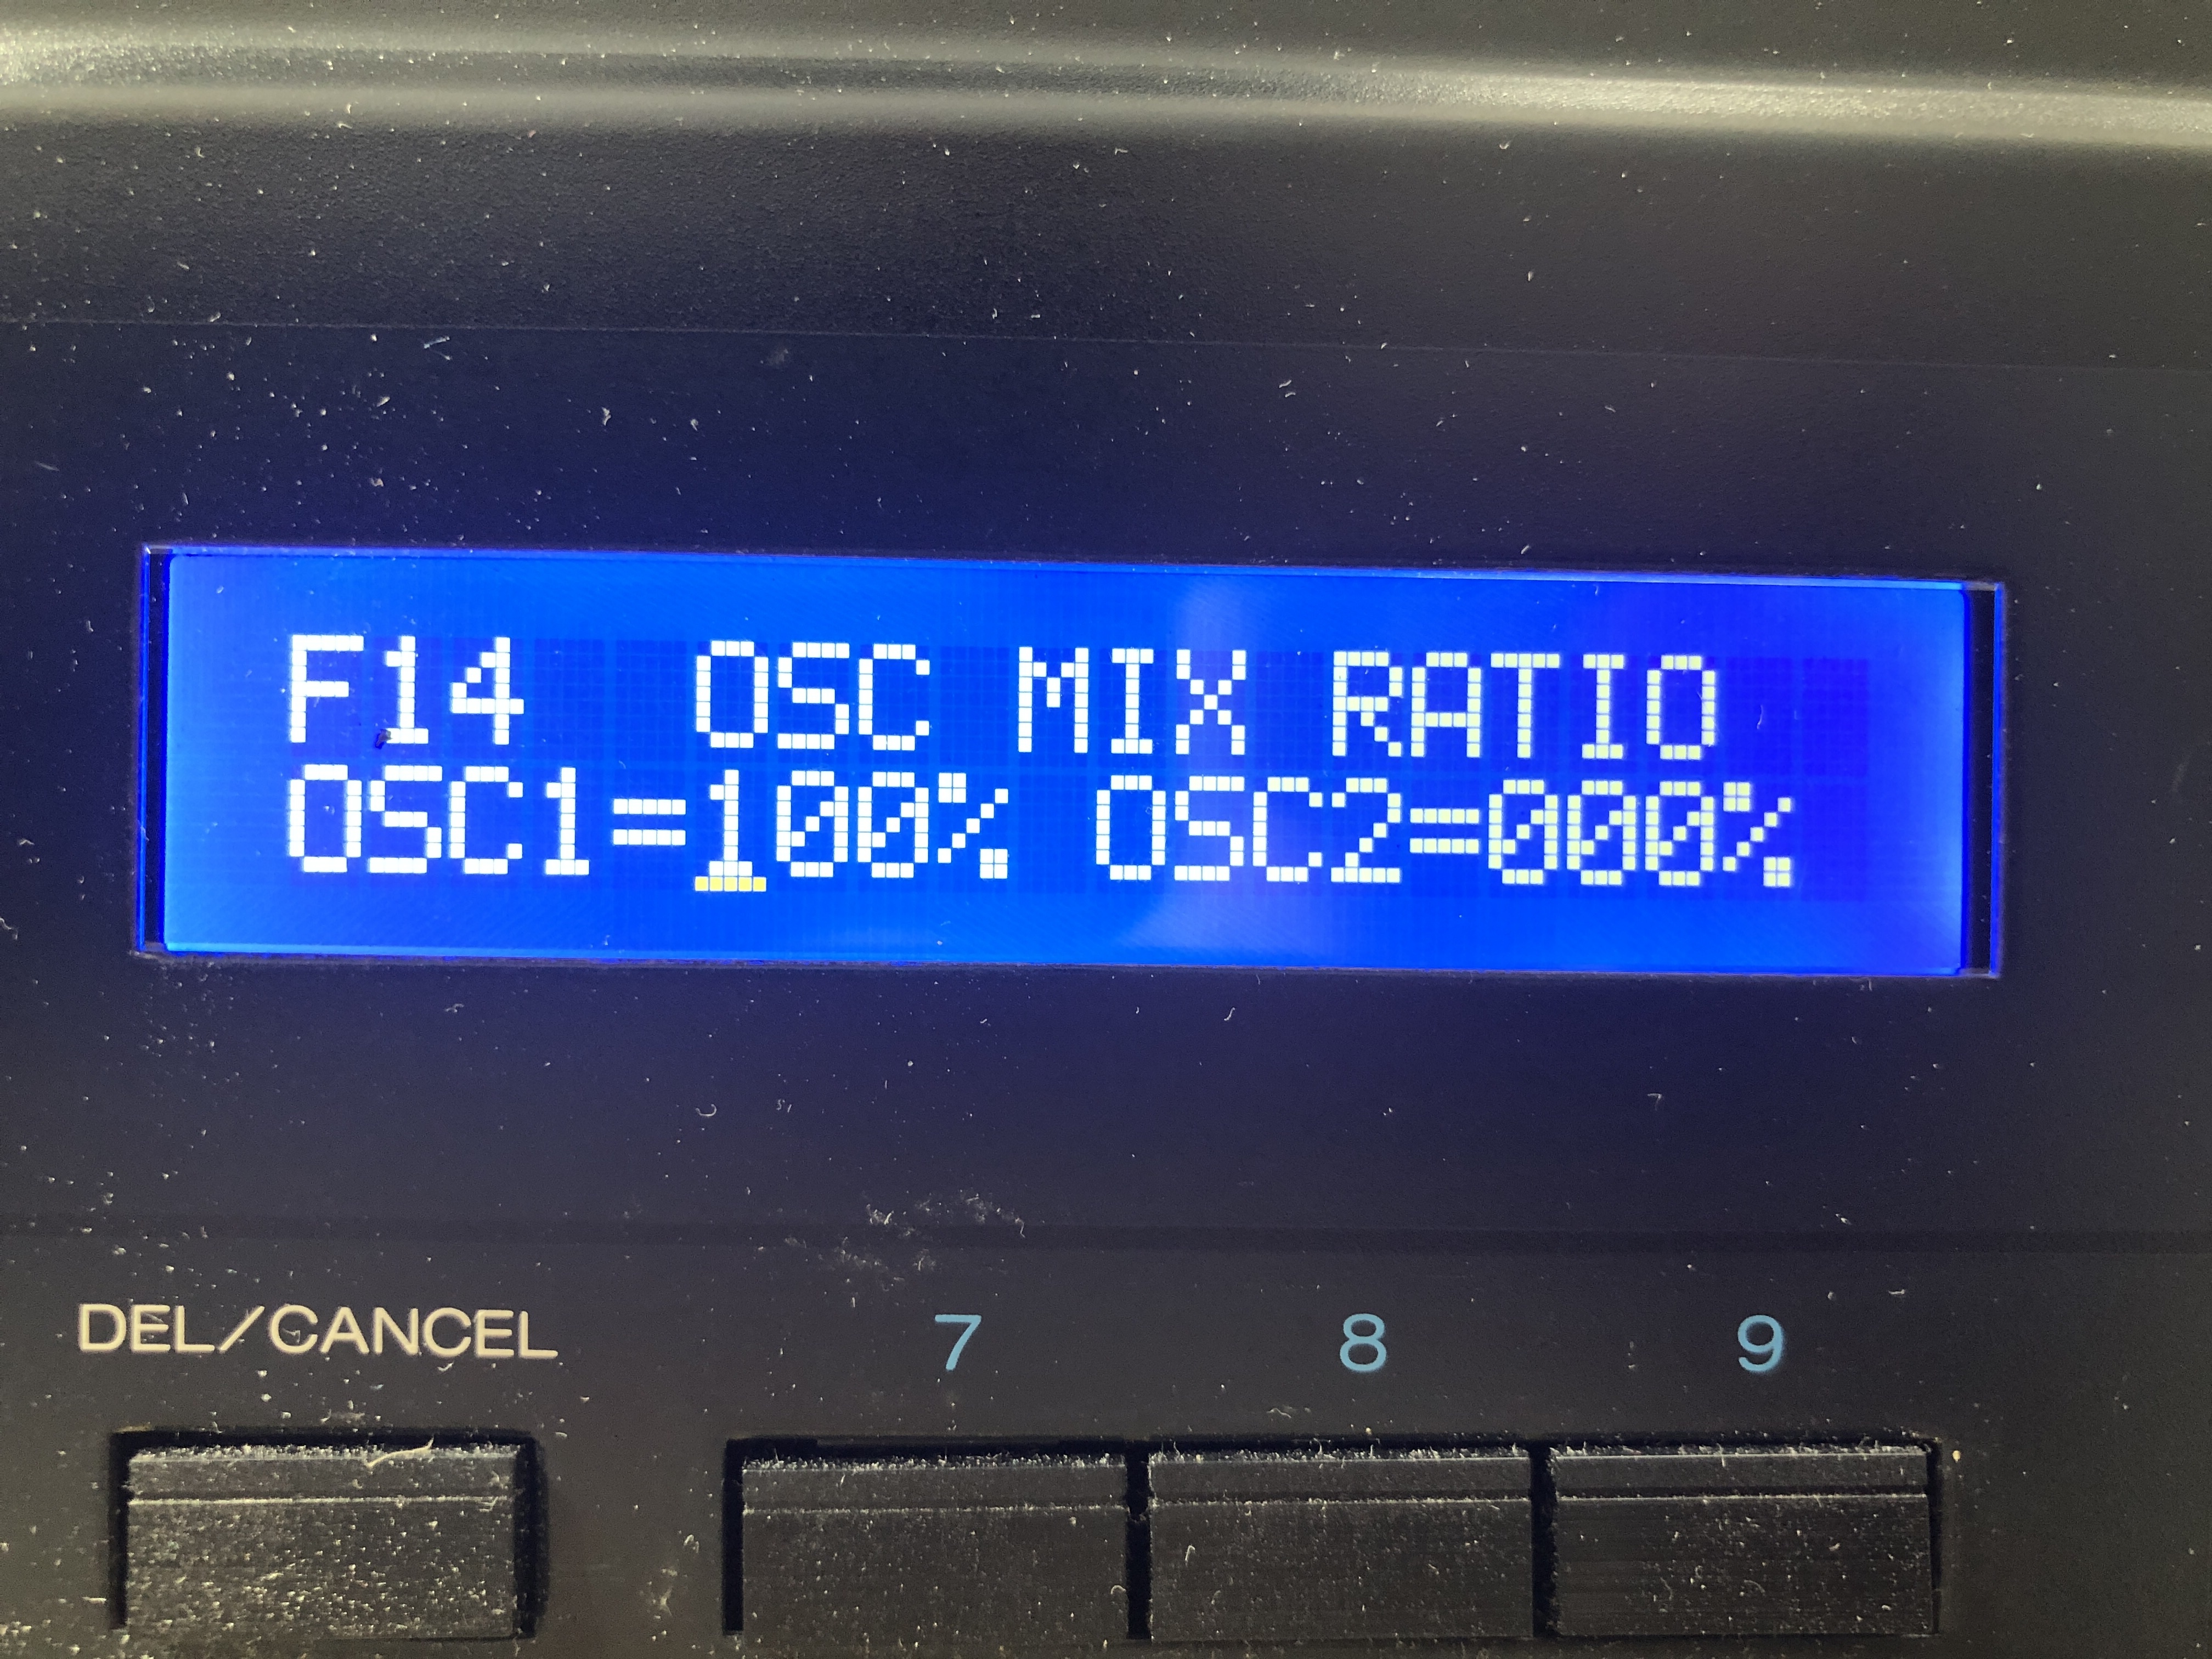 F14  OSC MIX RATIO
OSC1=100% OSC2=000%
DEL/CANCEL 7 8 9